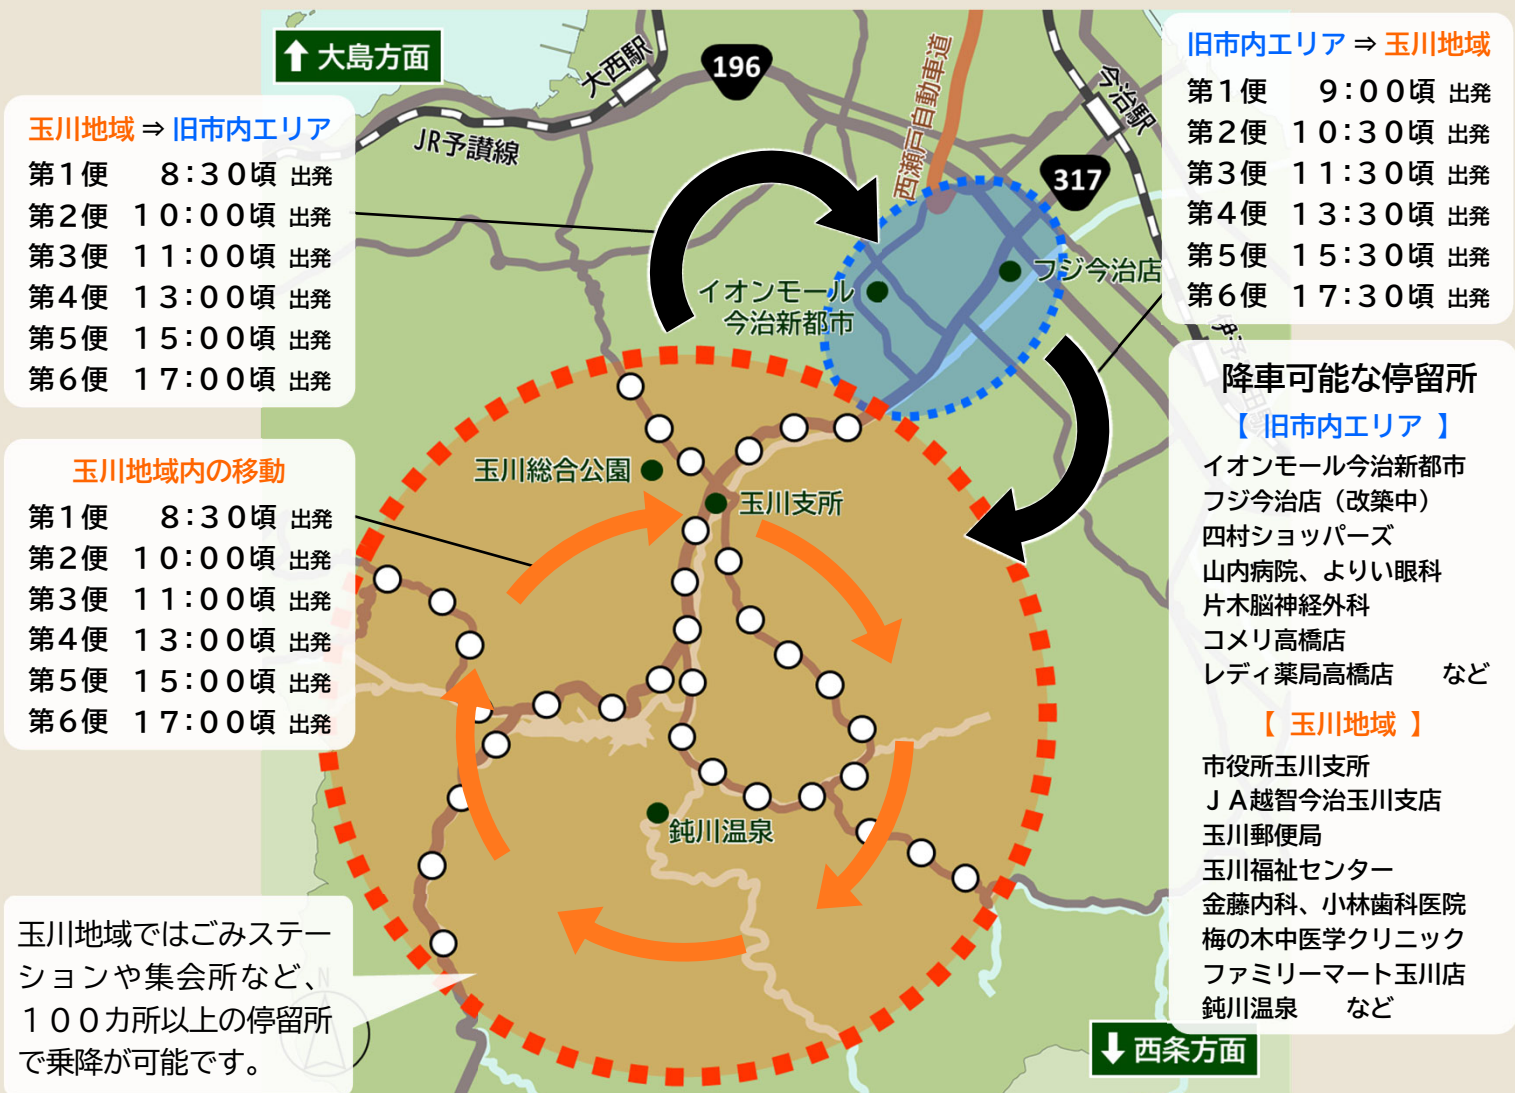 ↑ 大島方面
玉川地域 ⇒ 旧市内エリア
第1便 8:30頃 出発
第2便 10:00頃 出発
第3便 11:00頃 出発
第4便 13:00頃 出発
第5便 15:00頃 出発
第6便 17:00頃 出発
玉川地域内の移動
第1便 8:30頃 出発
第2便 10:00頃 出発
第3便 11:00頃 出発
第4便 13:00頃 出発
第5便 15:00頃 出発
第6便 17:00頃 出発
玉川地域ではごみステー
ションや集会所など、
100カ所以上の停留所
で乗降が可能です。
N
大西駅
196
JR予讃線
西瀬戸自動車道
今治駅
317
イオンモール
今治新都市
フジ今治店
玉川総合公園
玉川支所
鈍川温泉
旧市内エリア ⇒ 玉川地域
第1便 9:00頃 出発
第2便 10:30頃 出発
第3便 11:30頃 出発
第4便 13:30頃 出発
第5便 15:30頃 出発
第6便 17:30頃 出発
降車可能な停留所
【 旧市内エリア 】
イオンモール今治新都市
フジ今治店（改築中）
四村ショッパーズ
山内病院、よりい眼科
片木脳神経外科
コメリ高橋店
レディ薬局高橋店 など
【 玉川地域 】
市役所玉川支所
ＪＡ越智今治玉川支店
玉川郵便局
玉川福祉センター
金藤内科、小林歯科医院
梅の木中医学クリニック
ファミリーマート玉川店
鈍川温泉 など
↓ 西条方面